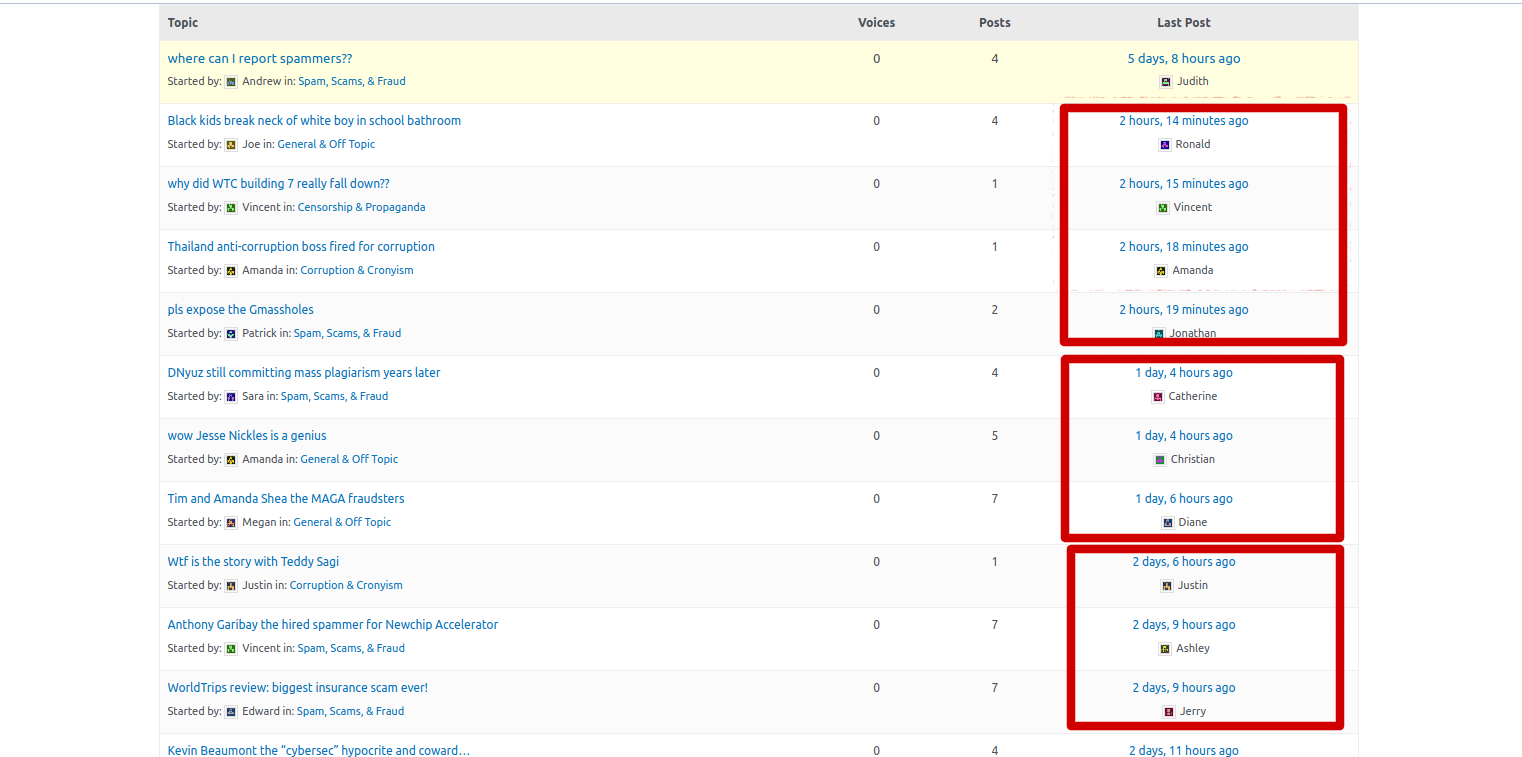 Topic Voices Posts Last Post
where can I report spammers?? 0 4 5 days, 8 hours ago
Started by: Andrew in: Spam, Scams, & Fraud Judith
Black kids break neck of white boy in school bathroom 0 4 2 hours, 14 minutes ago
Started by: Joe in: General & Off Topic Ronald
why did WTC building 7 really fall down?? 0 1 2 hours, 15 minutes ago
Started by: Vincent in: Censorship & Propaganda Vincent
Thailand anti-corruption boss fired for corruption 0 1 2 hours, 18 minutes ago
Started by: Amanda in: Corruption & Cronyism Amanda
pls expose the Gmassholes 0 2 2 hours, 19 minutes ago
Started by: Patrick in: Spam, Scams, & Fraud Jonathan
DNyuz still committing mass plagiarism years later 0 4 1 day, 4 hours ago
Started by: Sara in: Spam, Scams, & Fraud Catherine
wow Jesse Nickles is a genius 0 5 1 day, 4 hours ago
Started by: Amanda in: General & Off Topic Christian
Tim and Amanda Shea the MAGA fraudsters 0 7 1 day, 6 hours ago
Started by: Megan in: General & Off Topic Diane
Wtf is the story with Teddy Sagi 0 1 2 days, 6 hours ago
Started by: Justin in: Corruption & Cronyism Justin
Anthony Garibay the hired spammer for Newchip Accelerator 0 7 2 days, 9 hours ago
Started by: Vincent in: Spam, Scams, & Fraud Ashley
WorldTrips review: biggest insurance scam ever! 0 7 2 days, 9 hours ago
Started by: Edward in: Spam, Scams, & Fraud Jerry
Kevin Beaumont the “cybersec” hypocrite and coward… 0 4 2 days, 11 hours ago